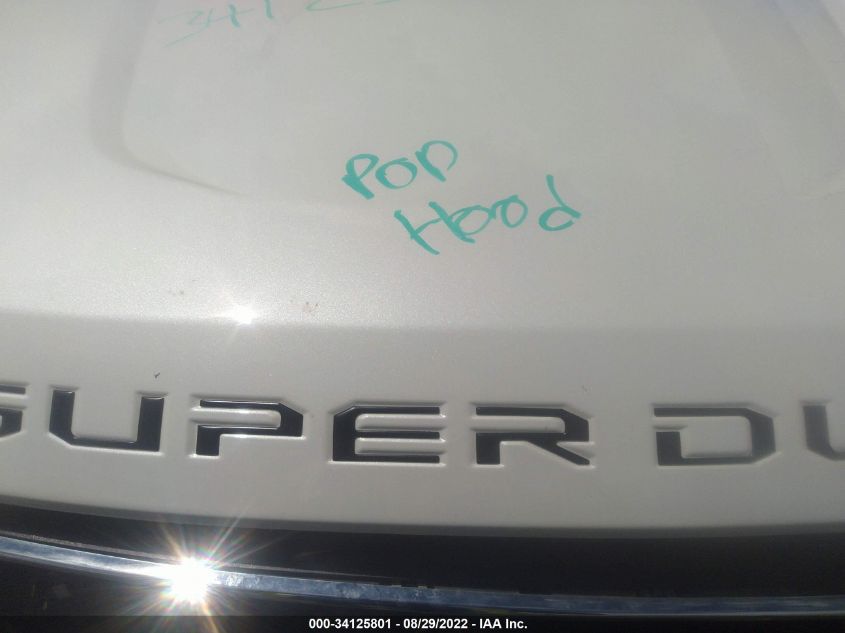 POP
Hood
SUPER DU
000-34125801 - 08/29/2022 - IAA Inc.